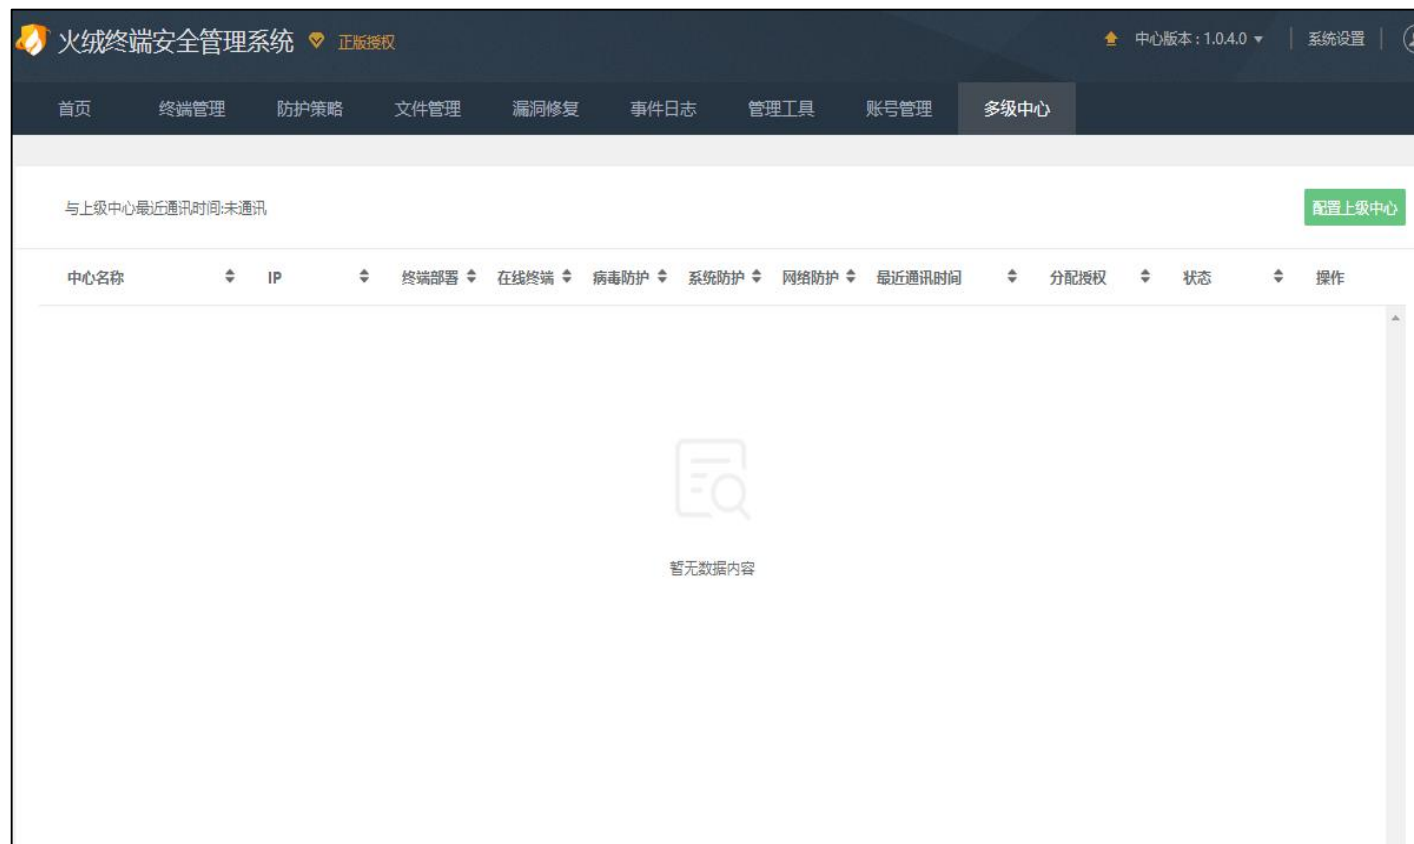 火绒终端安全管理系统 正版授权 中心版本 : 1.0.4.0 系统设置
首页 终端管理 防护策略 文件管理 漏洞修复 事件日志 管理工具 账号管理 多级中心
与上级中心最近通讯时间:未通讯 配置上级中心
中心名称 IP 终端部署 在线终端 病毒防护 系统防护 网络防护 最近通讯时间 分配授权 状态 操作
暂无数据内容